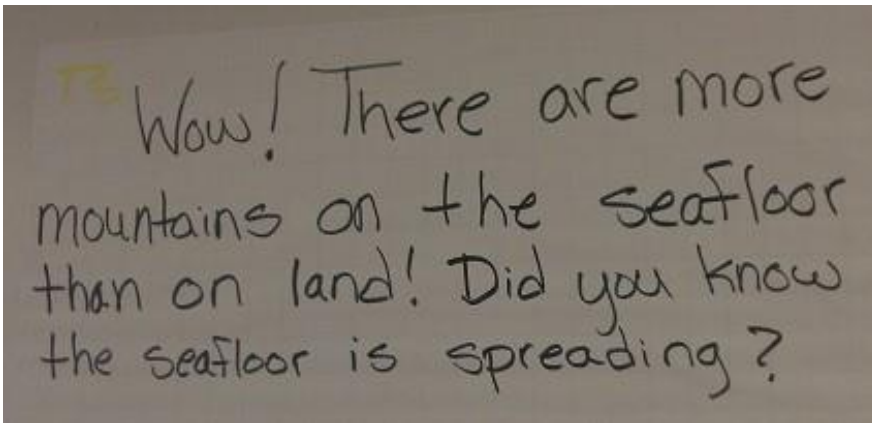 Wow! There are more
mountains on the seafloor
than on land! Did you know
the seafloor is spreading?